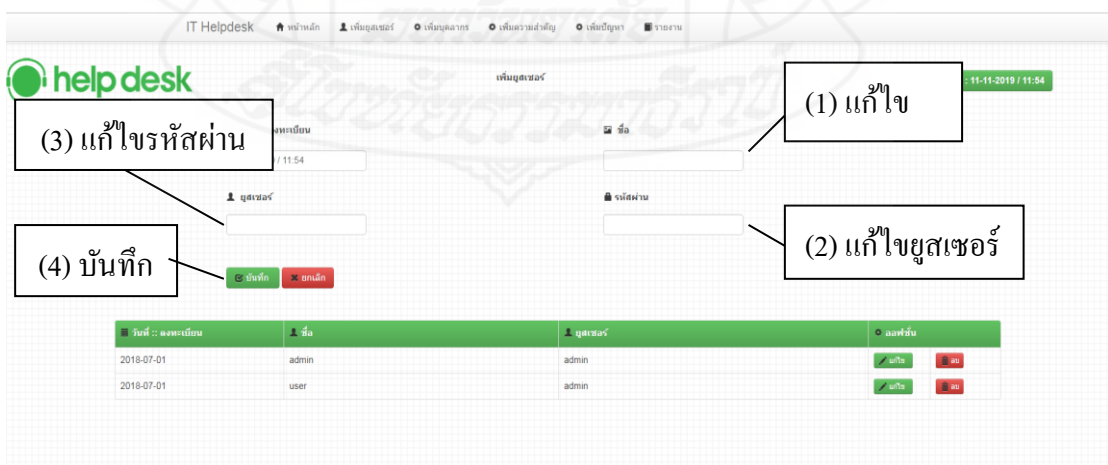 IT Helpdesk หน้าหลัก เพิ่มยูสเซอร์ เพิ่มบุคลากร เพิ่มความสำคัญ เพิ่มปัญหา รายงาน
help desk
เพิ่มยูสเซอร์
: 11-11-2019 / 11:54
(1) แก้ไข
(3) แก้ไขรหัสผ่าน
งทะเบียน
ชื่อ
/ 11:54
ยูสเซอร์
รหัสผ่าน
(2) แก้ไขยูสเซอร์
(4) บันทึก
บันทึก ยกเลิก
วันที่ :: ลงทะเบียน ชื่อ ยูสเซอร์ ออฟชั่น
2018-07-01 admin admin แก้ไข ลบ
2018-07-01 user admin แก้ไข ลบ